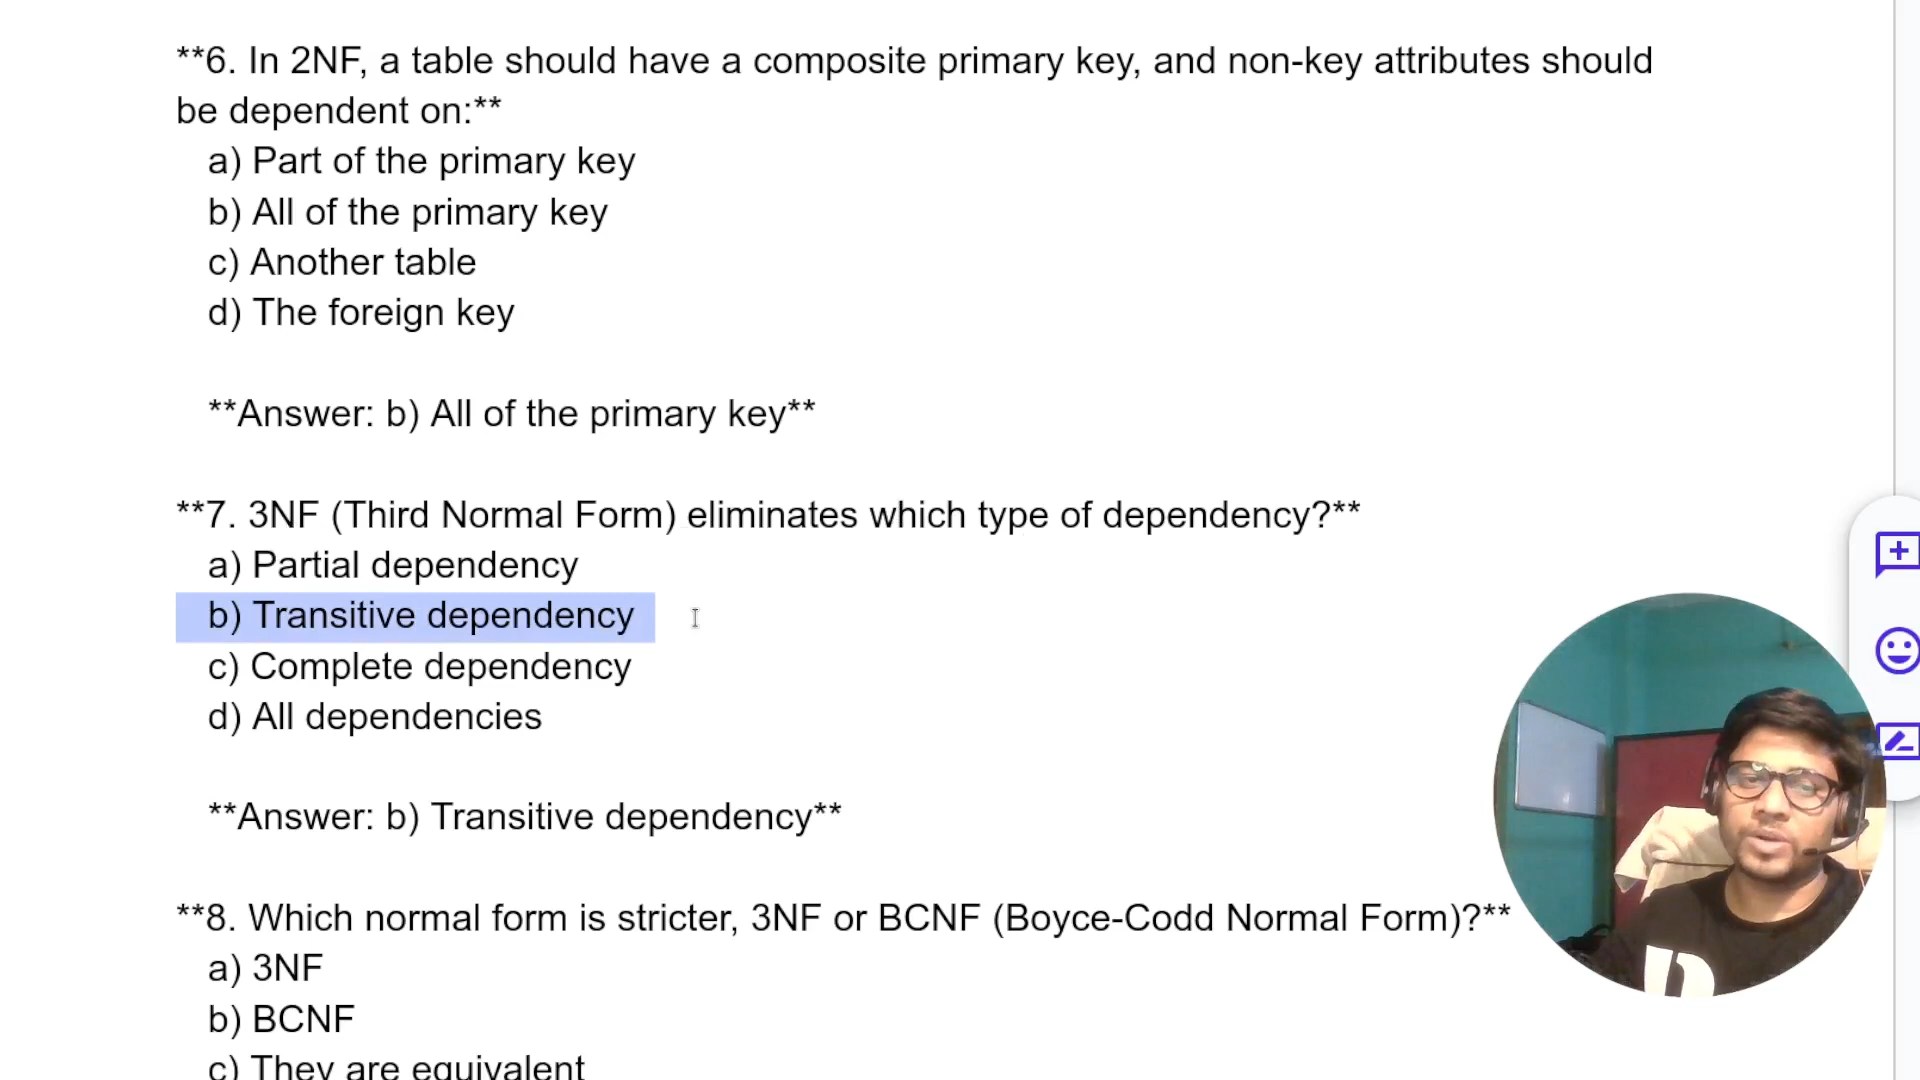 **6. In 2NF, a table should have a composite primary key, and non-key attributes should
be dependent on:**
a) Part of the primary key
b) All of the primary key
c) Another table
d) The foreign key
**Answer: b) All of the primary key**
**7. 3NF (Third Normal Form) eliminates which type of dependency?**
a) Partial dependency
b) Transitive dependency
c) Complete dependency
d) All dependencies
**Answer: b) Transitive dependency**
**8. Which normal form is stricter, 3NF or BCNF (Boyce-Codd Normal Form)?**
a) 3NF
b) BCNF
c) They are equivalent